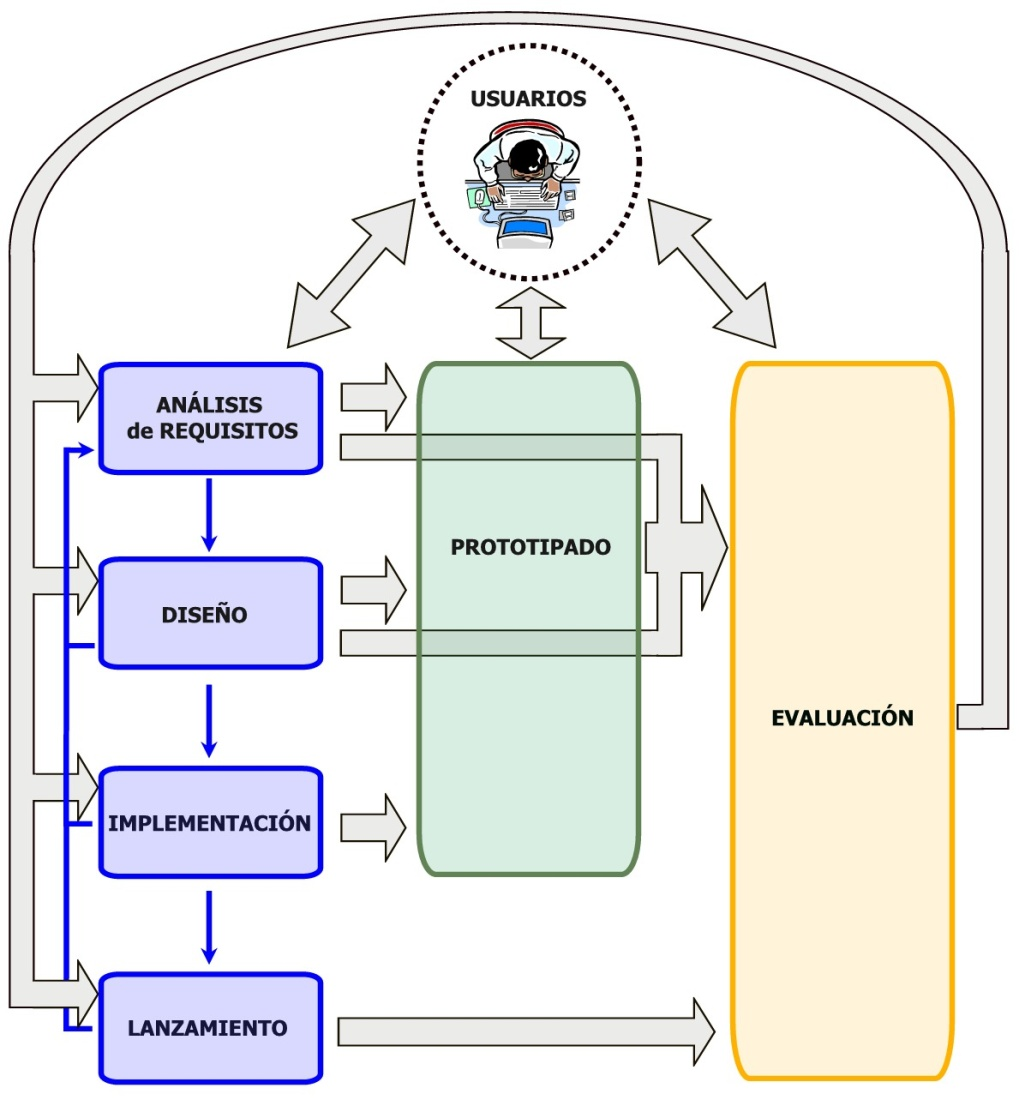 USUARIOS
ANÁLISIS
de REQUISITOS
PROTOTIPADO
DISEÑO
EVALUACIÓN
IMPLEMENTACIÓN
LANZAMIENTO